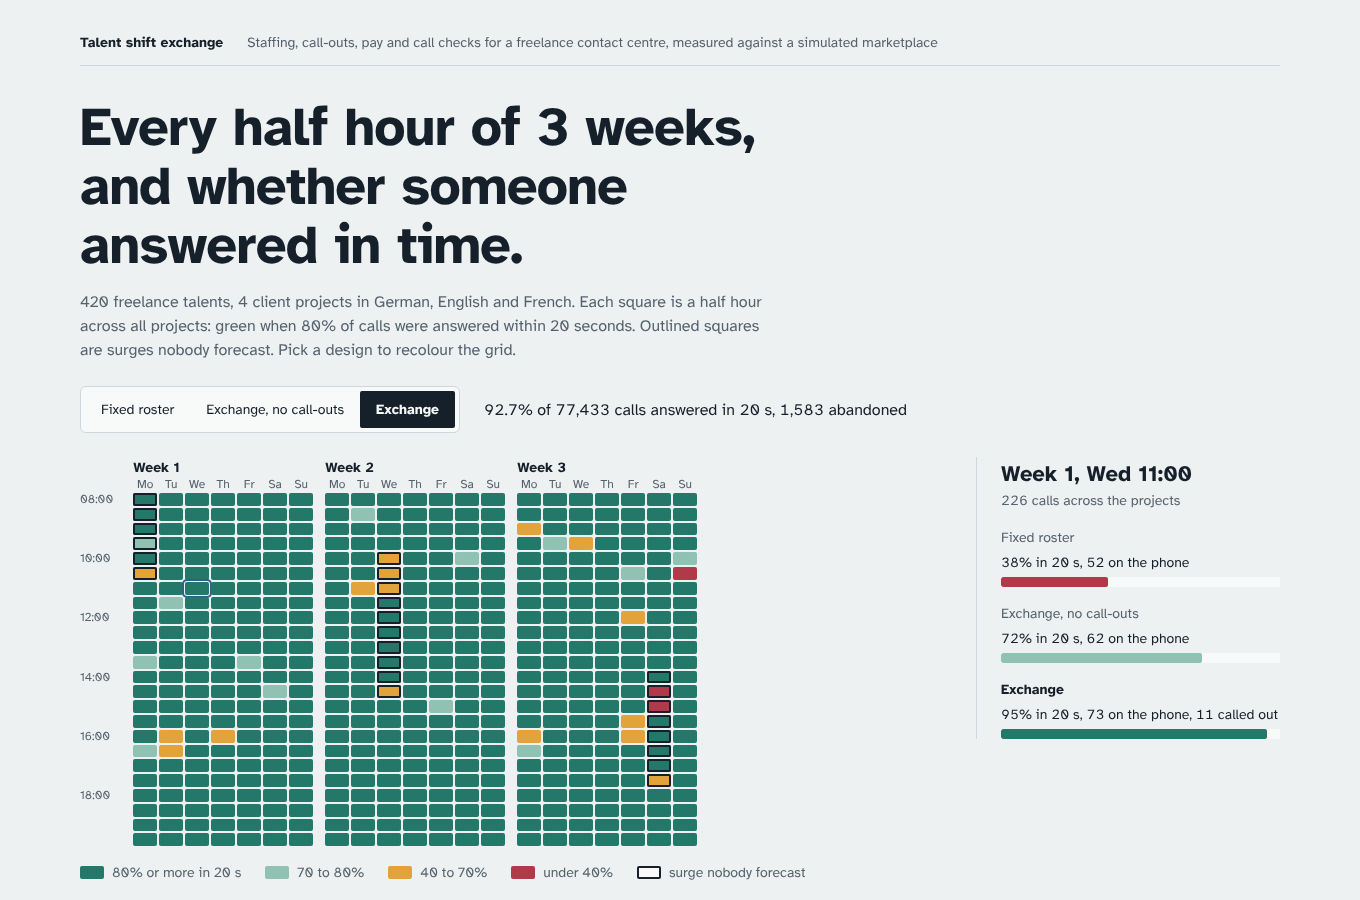 Talent shift exchange
Staffing, call-outs, pay and call checks for a freelance contact centre, measured against a simulated marketplace
Every half hour of 3 weeks,
and whether someone
answered in time.
420 freelance talents, 4 client projects in German, English and French. Each square is a half hour
across all projects: green when 80% of calls were answered within 20 seconds. Outlined squares
are surges nobody forecast. Pick a design to recolour the grid.
Fixed roster
Exchange, no call-outs
Exchange
92.7% of 77,433 calls answered in 20 s, 1,583 abandoned
Week 1
Week 2
Week 3
Mo Tu We Th Fr Sa Su
Mo Tu We Th Fr Sa Su
Mo Tu We Th Fr Sa Su
08:00
10:00
12:00
14:00
16:00
18:00
80% or more in 20 s
70 to 80%
40 to 70%
under 40%
surge nobody forecast
Week 1, Wed 11:00
226 calls across the projects
Fixed roster
38% in 20 s, 52 on the phone
Exchange, no call-outs
72% in 20 s, 62 on the phone
Exchange
95% in 20 s, 73 on the phone, 11 called out